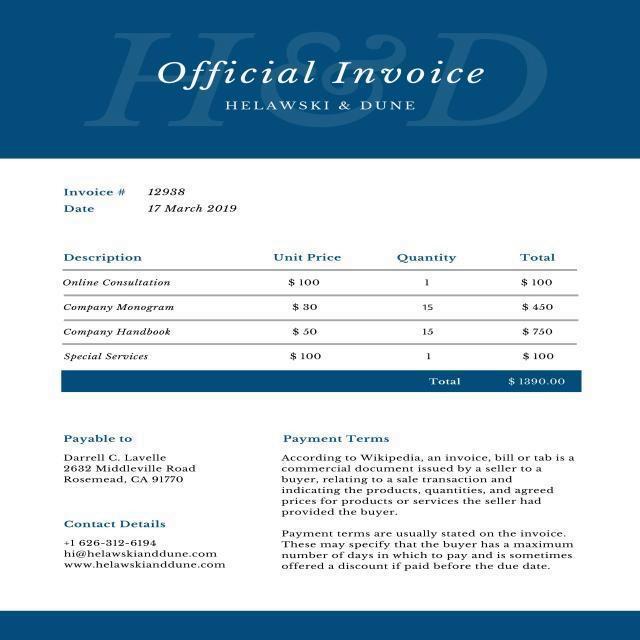 H&D
Official Invoice
HELAWSKI & DUNE
Invoice # 12938
Date 17 March 2019
Description Unit Price Quantity Total
Online Consultation $ 100 1 $ 100
Company Monogram $ 30 15 $ 450
Company Handbook $ 50 15 $ 750
Special Services $ 100 1 $ 100
Total $ 1390.00
Payable to
Darrell C. Lavelle
2632 Middleville Road
Rosemead, CA 91770
Contact Details
+1 626-312-6194
hi@helawskianddune.com
www.helawskianddune.com
Payment Terms
According to Wikipedia, an invoice, bill or tab is a
commercial document issued by a seller to a
buyer, relating to a sale transaction and
indicating the products, quantities, and agreed
prices for products or services the seller had
provided the buyer.
Payment terms are usually stated on the invoice.
These may specify that the buyer has a maximum
number of days in which to pay and is sometimes
offered a discount if paid before the due date.